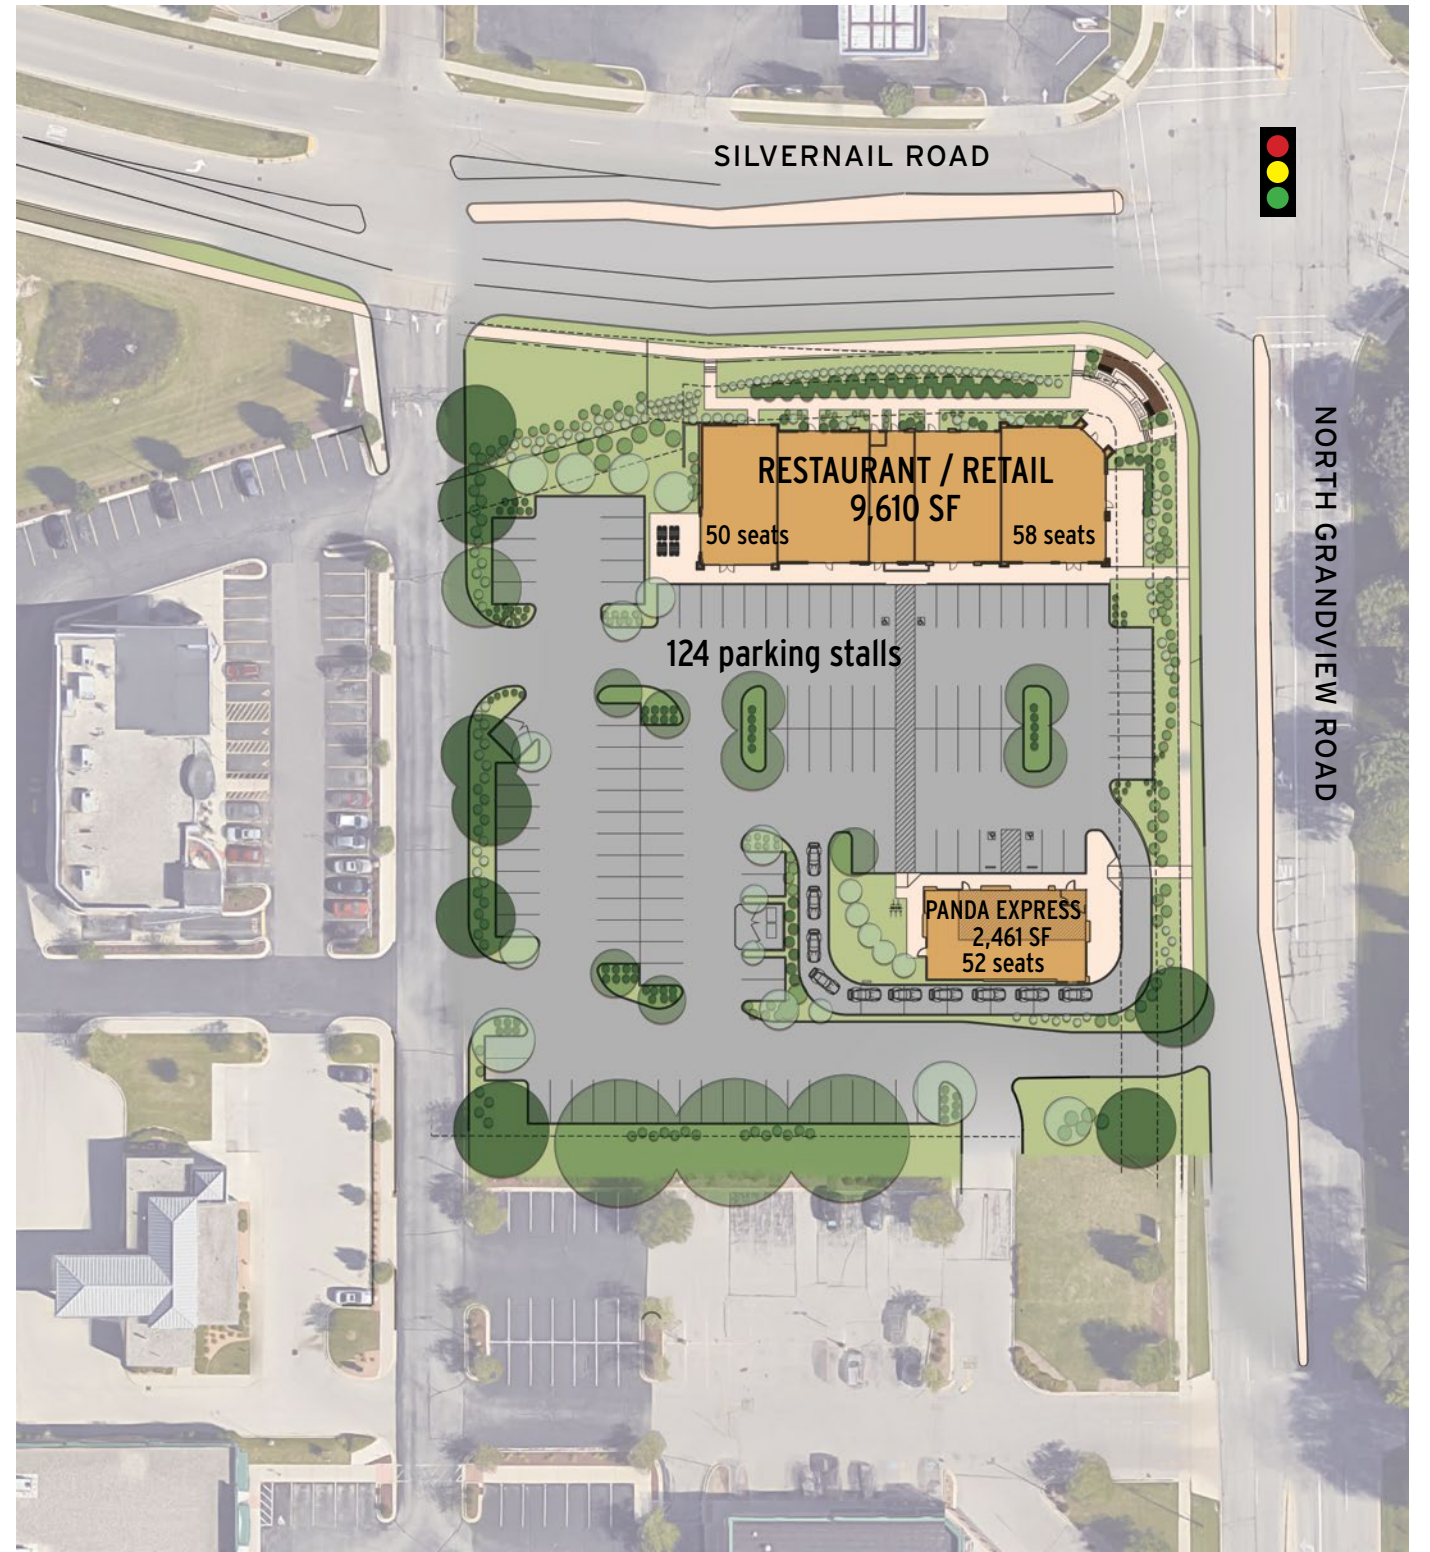 SILVERNAIL ROAD
NORTH GRANDVIEW ROAD
RESTAURANT / RETAIL
9,610 SF
50 seats
58 seats
124 parking stalls
PANDA EXPRESS
2,461 SF
52 seats